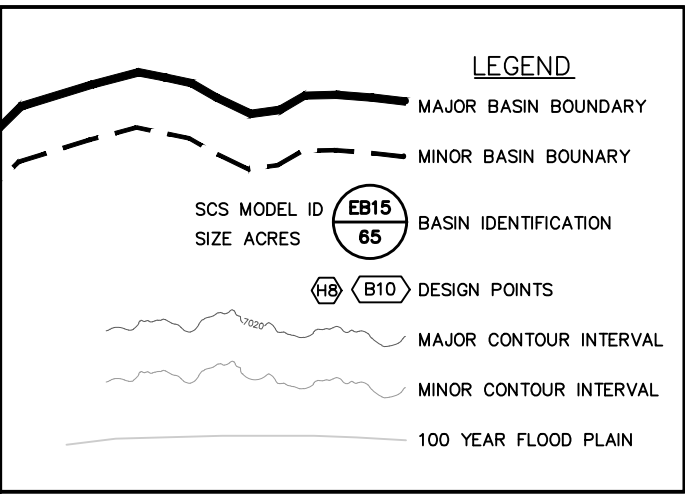 LEGEND
MAJOR BASIN BOUNDARY
MINOR BASIN BOUNARY
SCS MODEL ID EB15
SIZE ACRES 65
BASIN IDENTIFICATION
H8 B10 DESIGN POINTS
7020
MAJOR CONTOUR INTERVAL
MINOR CONTOUR INTERVAL
100 YEAR FLOOD PLAIN